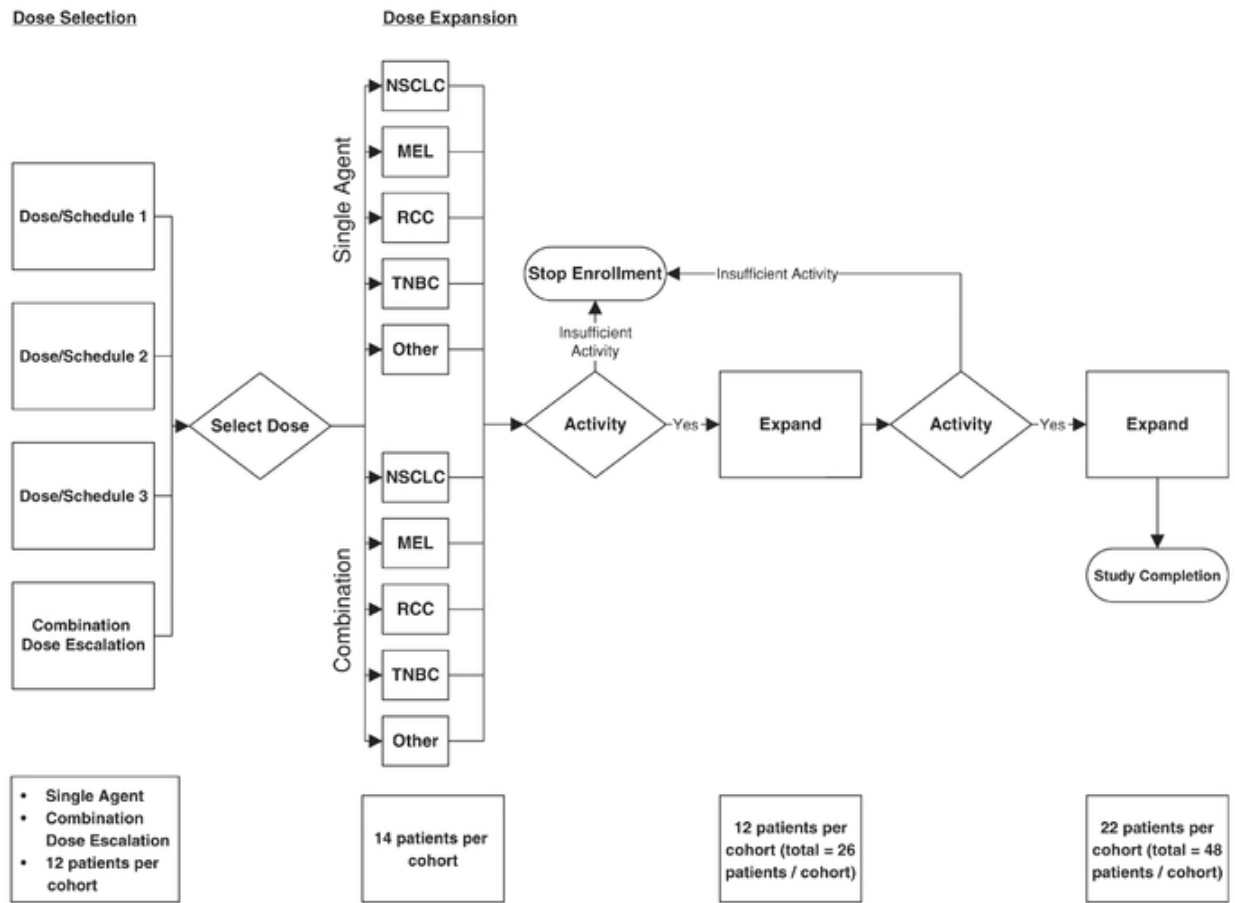 Dose Selection
Dose Expansion
Dose/Schedule 1
Dose/Schedule 2
Dose/Schedule 3
Combination
Dose Escalation
Select Dose
Single Agent
NSCLC
MEL
RCC
TNBC
Other
Combination
NSCLC
MEL
RCC
TNBC
Other
Stop Enrollment
Insufficient Activity
Insufficient
Activity
Activity
Yes
Expand
Activity
Yes
Expand
Study Completion
• Single Agent
• Combination
Dose Escalation
• 12 patients per
cohort
14 patients per
cohort
12 patients per
cohort (total = 26
patients / cohort)
22 patients per
cohort (total = 48
patients / cohort)